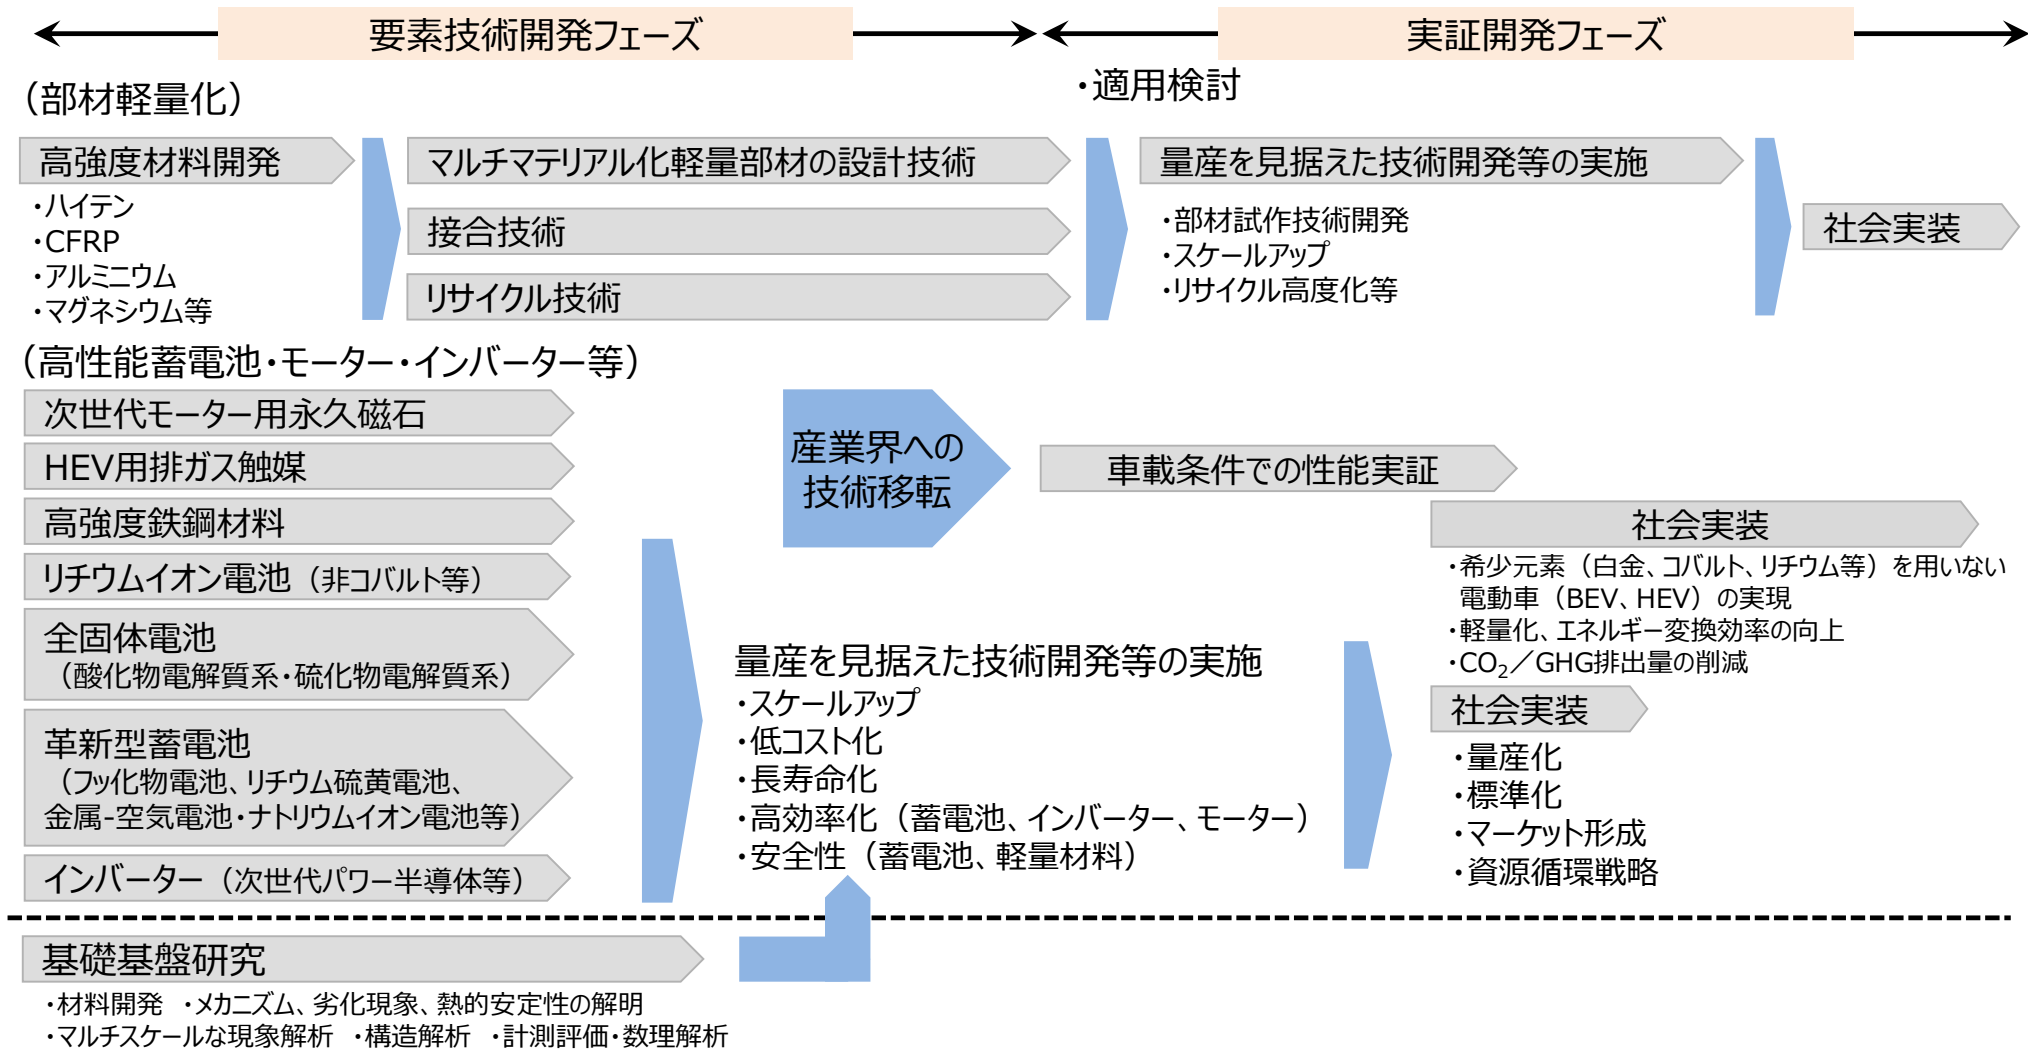 要素技術開発フェーズ
実証開発フェーズ
（部材軽量化）
・適用検討
高強度材料開発
・ハイテン
・CFRP
・アルミニウム
・マグネシウム等
マルチマテリアル化軽量部材の設計技術
接合技術
リサイクル技術
量産を見据えた技術開発等の実施
・部材試作技術開発
・スケールアップ
・リサイクル高度化等
社会実装
（高性能蓄電池・モーター・インバーター等）
次世代モーター用永久磁石
HEV用排ガス触媒
高強度鉄鋼材料
リチウムイオン電池（非コバルト等）
全固体電池
（酸化物電解質系・硫化物電解質系）
革新型蓄電池
（フッ化物電池、リチウム硫黄電池、
金属-空気電池・ナトリウムイオン電池等）
インバーター（次世代パワー半導体等）
産業界への
技術移転
車載条件での性能実証
社会実装
・希少元素（白金、コバルト、リチウム等）を用いない
電動車（BEV、HEV）の実現
・軽量化、エネルギー変換効率の向上
・CO₂／GHG排出量の削減
量産を見据えた技術開発等の実施
・スケールアップ
・低コスト化
・長寿命化
・高効率化（蓄電池、インバーター、モーター）
・安全性（蓄電池、軽量材料）
社会実装
・量産化
・標準化
・マーケット形成
・資源循環戦略
基礎基盤研究
・材料開発　・メカニズム、劣化現象、熱的安定性の解明
・マルチスケールな現象解析　・構造解析　・計測評価・数理解析